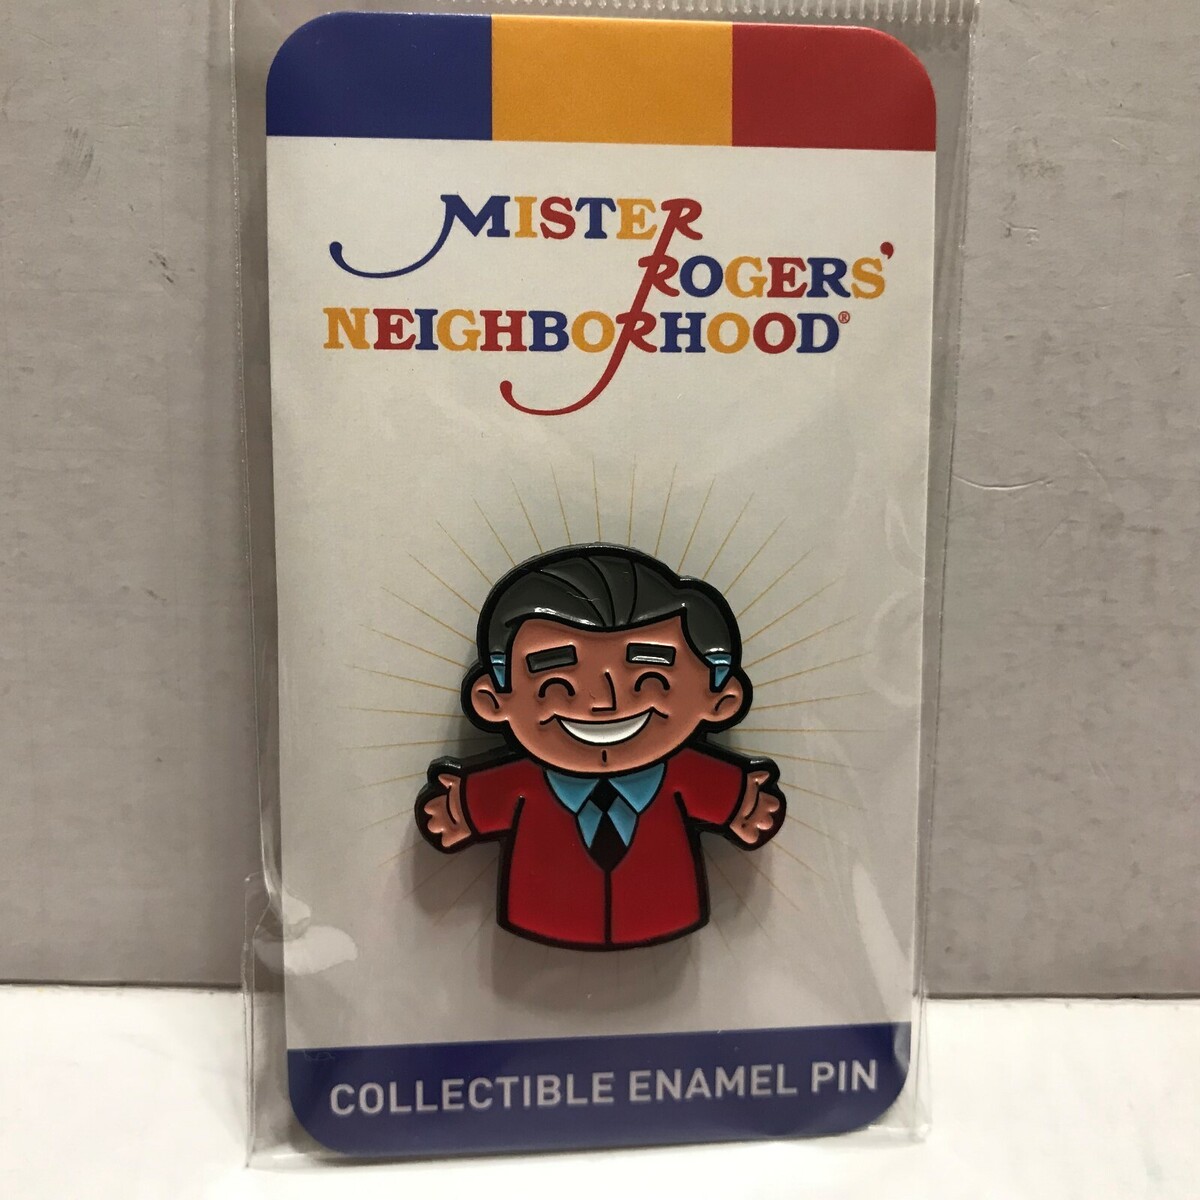 MISTER
ROGERS'
NEIGHBORHOOD®
COLLECTIBLE ENAMEL PIN